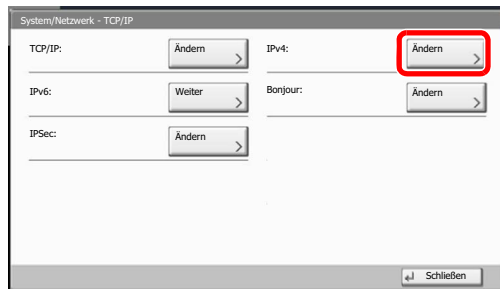 System/Netzwerk - TCP/IP
TCP/IP: Ändern IPv4: Ändern
IPv6: Weiter Bonjour: Ändern
IPSec: Ändern
Schließen